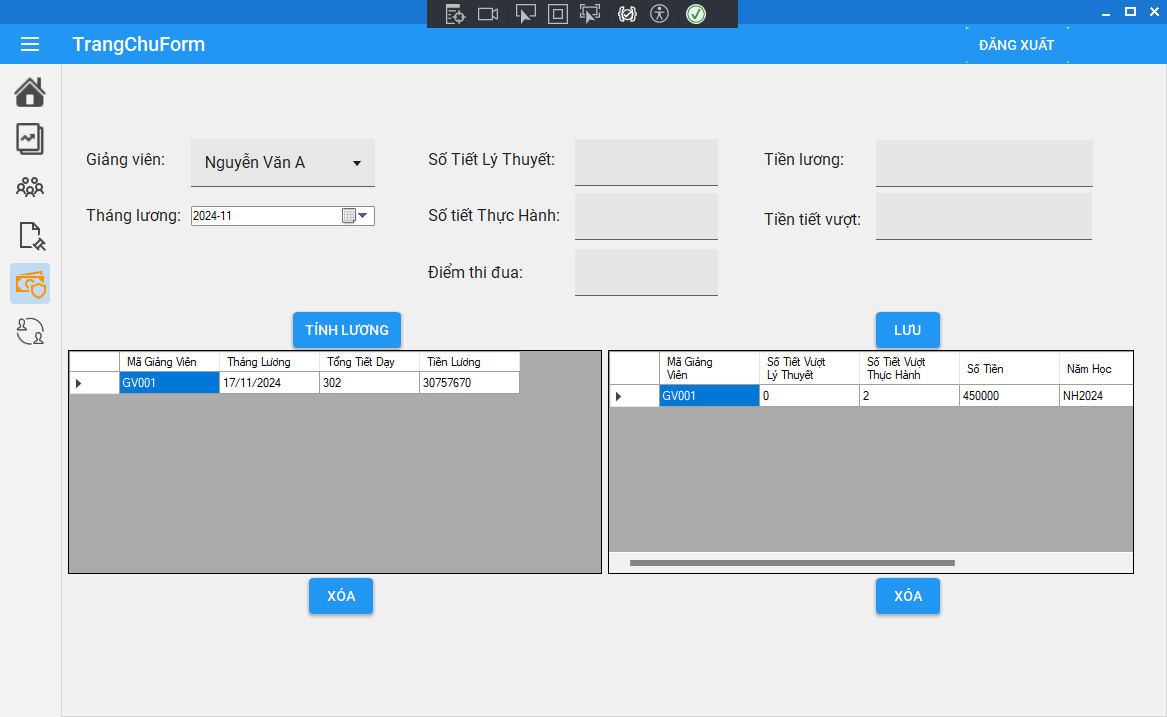 TrangChuForm
ĐĂNG XUẤT
Giảng viên:
Nguyễn Văn A
Số Tiết Lý Thuyết:
Tiền lương:
Tháng lương:
2024-11
Số tiết Thực Hành:
Tiền tiết vượt:
Điểm thi đua:
TÍNH LƯƠNG
LƯU
Mã Giảng Viên Tháng Lương Tổng Tiết Dạy Tiền Lương
GV001 17/11/2024 302 30757670
Mã Giảng
Viên
Số Tiết Vượt
Lý Thuyết
Số Tiết Vượt
Thực Hành
Số Tiền
Năm Học
GV001 0 2 450000 NH2024
XÓA
XÓA